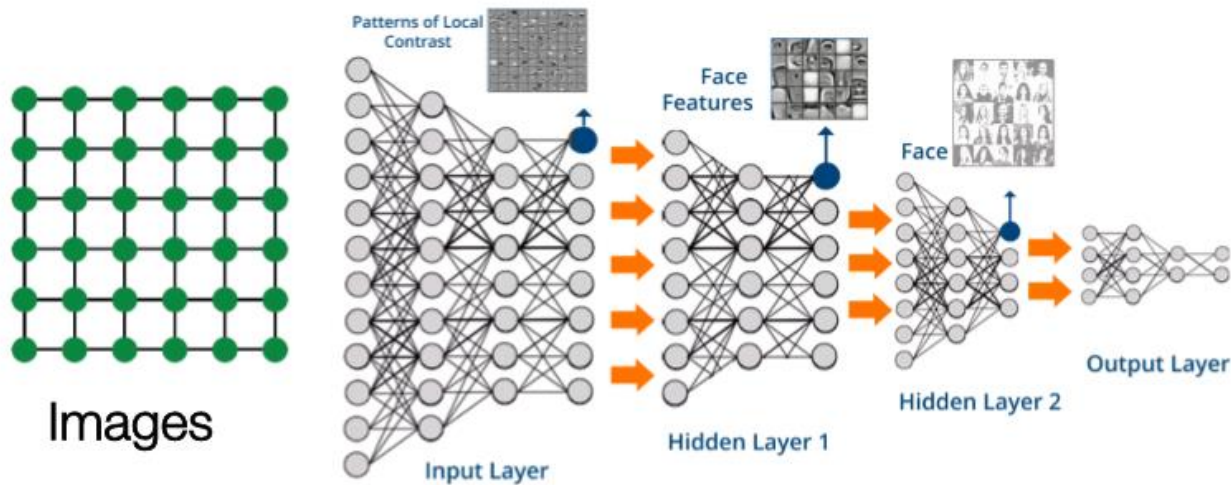 Patterns of Local
Contrast
Face
Features
Face
Images
Input Layer
Hidden Layer 1
Hidden Layer 2
Output Layer